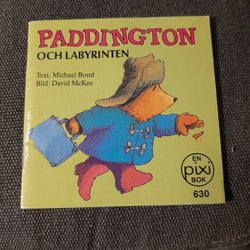 PADDINGTON
OCH LABYRINTEN
Text: Michael Bond
Bild: David McKee
EN
pixi
BOK
630